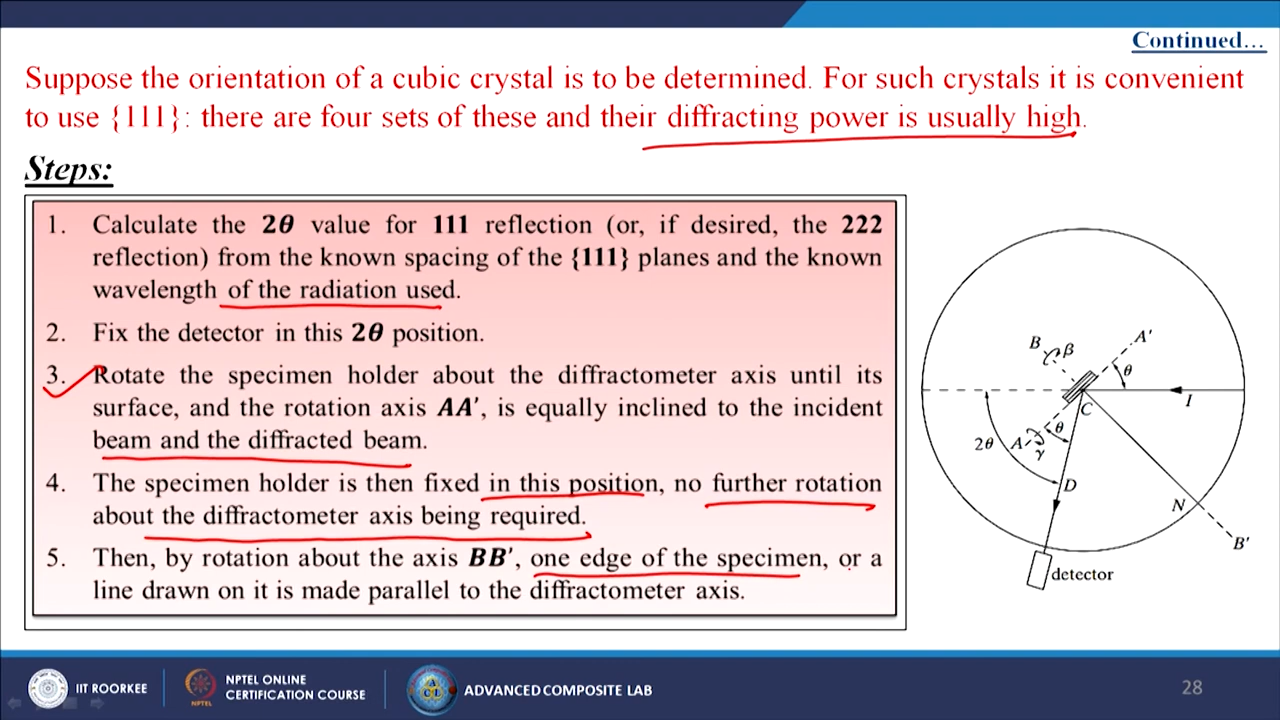 Continued…
Suppose the orientation of a cubic crystal is to be determined. For such crystals it is convenient
to use {111}: there are four sets of these and their diffracting power is usually high.
Steps:
1. Calculate the 2θ value for 111 reflection (or, if desired, the 222
reflection) from the known spacing of the {111} planes and the known
wavelength of the radiation used.
2. Fix the detector in this 2θ position.
3. Rotate the specimen holder about the diffractometer axis until its
surface, and the rotation axis AA′, is equally inclined to the incident
beam and the diffracted beam.
4. The specimen holder is then fixed in this position, no further rotation
about the diffractometer axis being required.
5. Then, by rotation about the axis BB′, one edge of the specimen, or a
line drawn on it is made parallel to the diffractometer axis.
B
β
A′
θ
C
I
2θ
A
θ
γ
D
N
B′
detector
IIT ROORKEE
NPTEL ONLINE
CERTIFICATION COURSE
NPTEL
ACL
ADVANCED COMPOSITE LAB
28